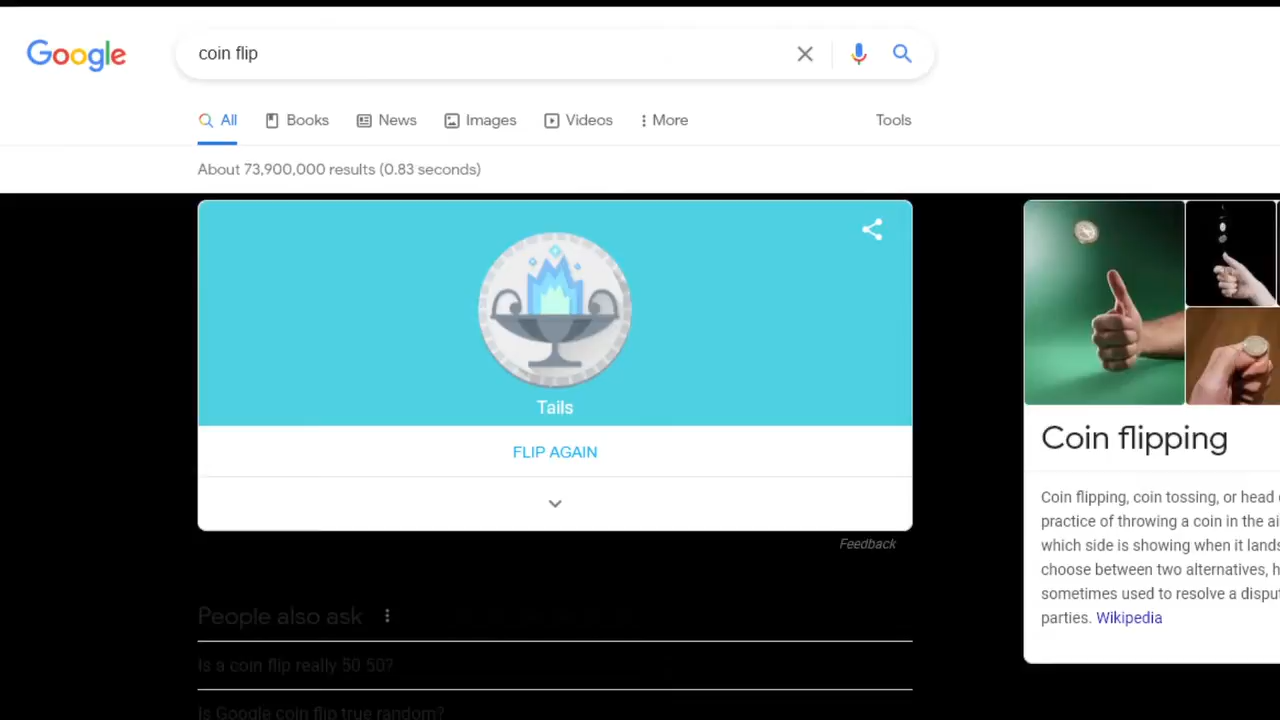 Google
coin flip
All
Books
News
Images
Videos
More
Tools
About 73,900,000 results (0.83 seconds)
Tails
FLIP AGAIN
Feedback
People also ask
Is a coin flip really 50 50?
Is Google coin flip true random?
Coin flipping
Coin flipping, coin tossing, or head
practice of throwing a coin in the
which side is showing when it lands
choose between two alternatives,
sometimes used to resolve a
parties. Wikipedia